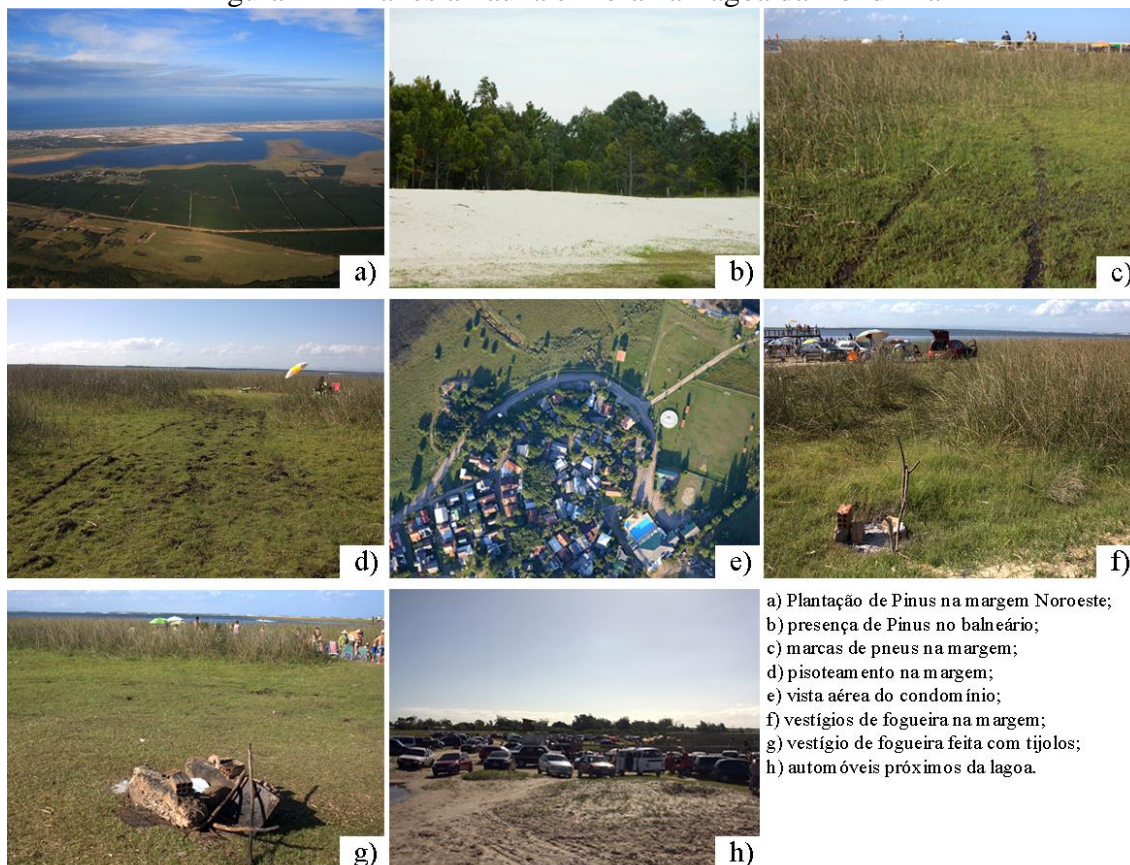 a)
b)
c)
d)
e)
f)
g)
h)
a) Plantação de Pinus na margem Noroeste;
b) presença de Pinus no balneário;
c) marcas de pneus na margem;
d) pisoteamento na margem;
e) vista aérea do condomínio;
f) vestígios de fogueira na margem;
g) vestígio de fogueira feita com tijolos;
h) automóveis próximos da lagoa.